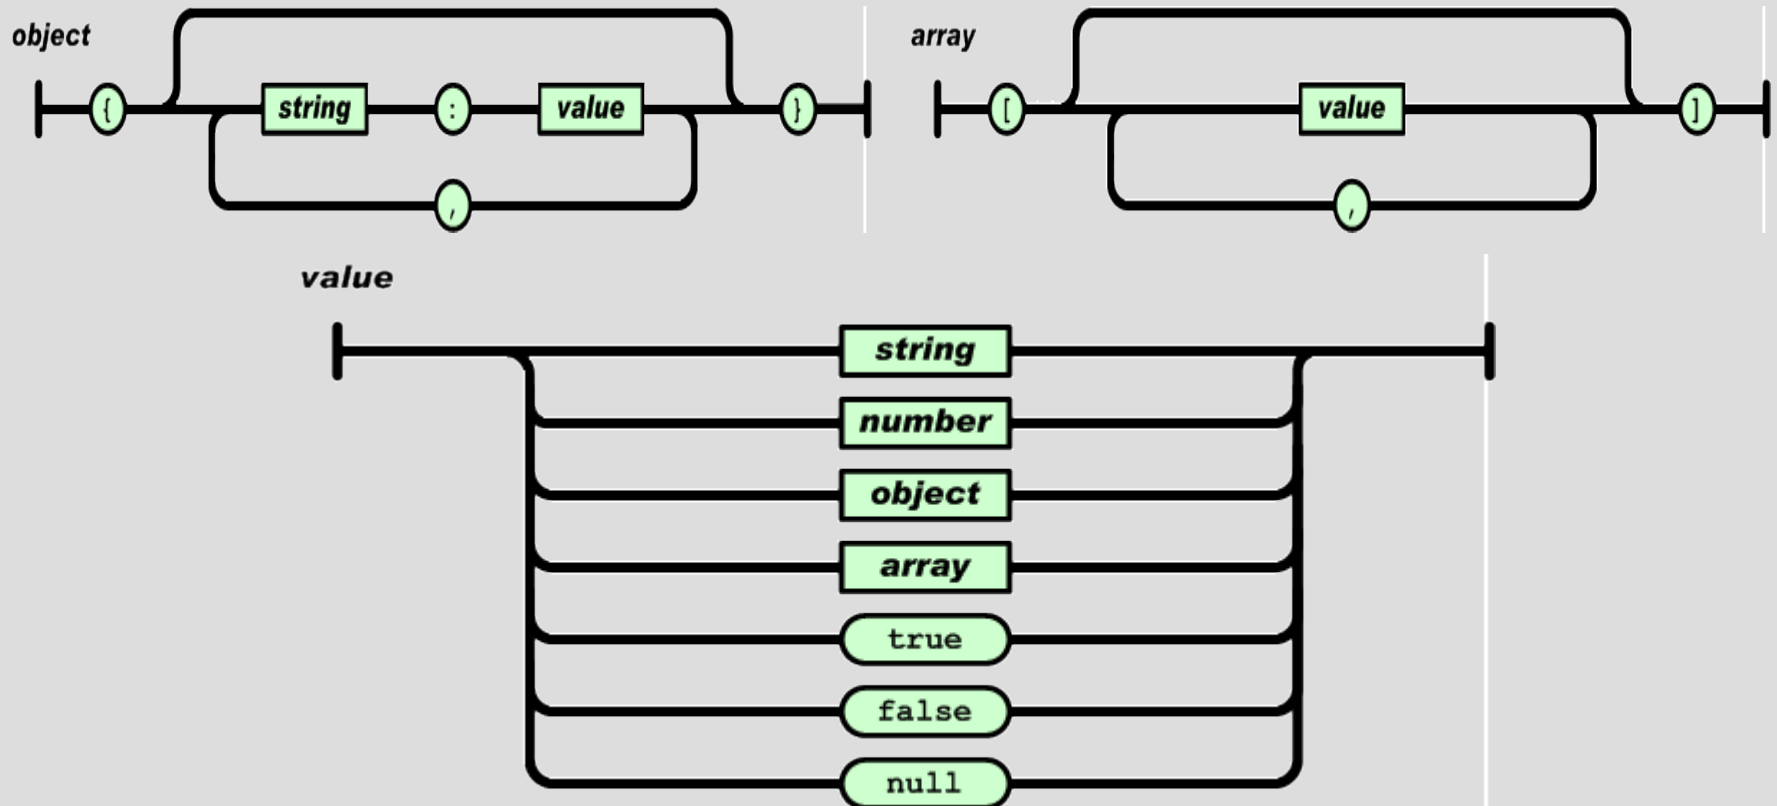 object
{ string : value }
,
array
[ value ]
,
value
string
number
object
array
true
false
null